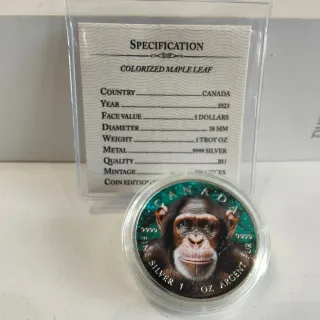 SPECIFICATION
COLORIZED MAPLE LEAF
COUNTRY CANADA
YEAR 2023
FACE VALUE 5 DOLLARS
DIAMETER 38 MM
WEIGHT 1 TROY OZ
METAL 9999 SILVER
QUALITY BU
MINTAGE
COIN EDITION
CANADA
9999 9999
FINE SILVER 1 OZ ARGENT PUR